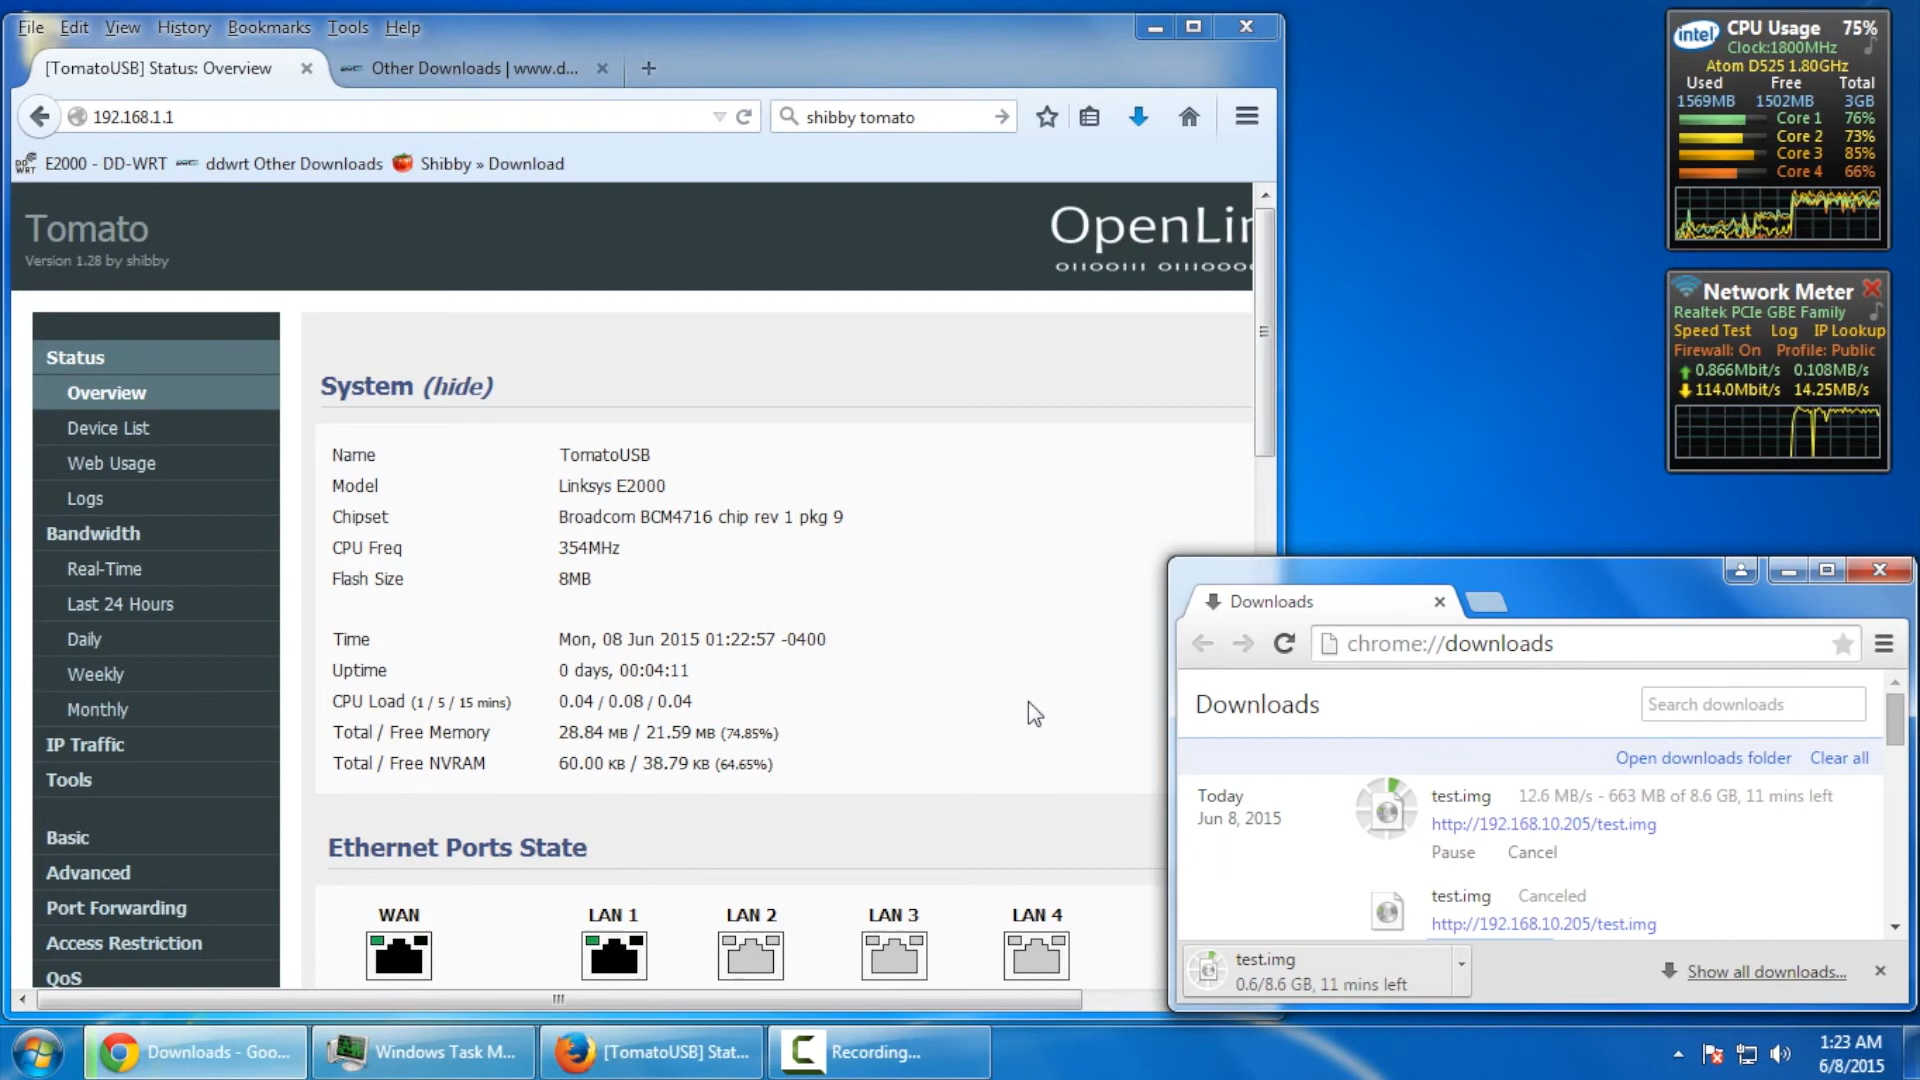 File Edit View History Bookmarks Tools Help
[TomatoUSB] Status: Overview
Other Downloads | www.d...
192.168.1.1
shibby tomato
E2000 - DD-WRT
ddwrt Other Downloads
Shibby » Download
Tomato
Version 1.28 by shibby
OpenLin
01100111 0111000
Status
Overview
Device List
Web Usage
Logs
Bandwidth
Real-Time
Last 24 Hours
Daily
Weekly
Monthly
IP Traffic
Tools
Basic
Advanced
Port Forwarding
Access Restriction
QoS
System (hide)
Name TomatoUSB
Model Linksys E2000
Chipset Broadcom BCM4716 chip rev 1 pkg 9
CPU Freq 354MHz
Flash Size 8MB
Time Mon, 08 Jun 2015 01:22:57 -0400
Uptime 0 days, 00:04:11
CPU Load (1 / 5 / 15 mins) 0.04 / 0.08 / 0.04
Total / Free Memory 28.84 MB / 21.59 MB (74.85%)
Total / Free NVRAM 60.00 KB / 38.79 KB (64.65%)
Ethernet Ports State
WAN LAN 1 LAN 2 LAN 3 LAN 4
intel
CPU Usage 75%
Clock:1800MHz
Atom D525 1.80GHz
Used Free Total
1569MB 1502MB 3GB
Core 1 76%
Core 2 73%
Core 3 85%
Core 4 66%
Network Meter
Realtek PCIe GBE Family
Speed Test Log IP Lookup
Firewall: On Profile: Public
0.866Mbit/s 0.108MB/s
114.0Mbit/s 14.25MB/s
Downloads
chrome://downloads
Downloads
Search downloads
Open downloads folder Clear all
Today
Jun 8, 2015
test.img 12.6 MB/s - 663 MB of 8.6 GB, 11 mins left
http://192.168.10.205/test.img
Pause Cancel
test.img Canceled
http://192.168.10.205/test.img
test.img
0.6/8.6 GB, 11 mins left
Show all downloads...
Downloads - Goo...
Windows Task M...
[TomatoUSB] Stat...
Recording...
1:23 AM
6/8/2015